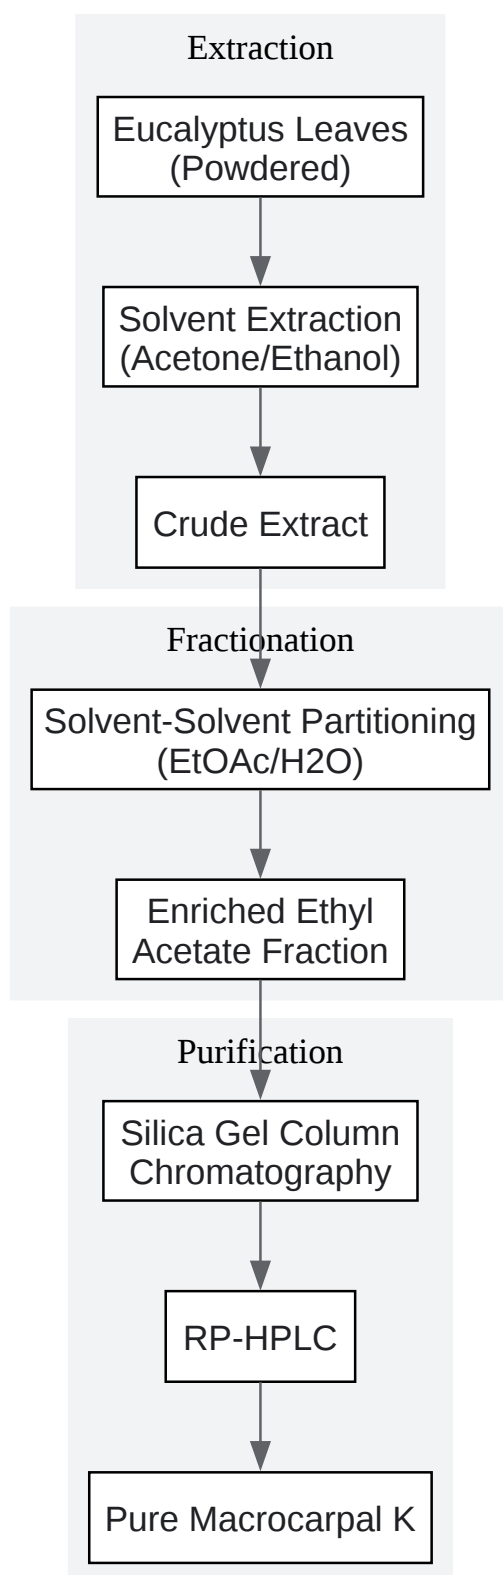 Extraction
Eucalyptus Leaves
(Powdered)
Solvent Extraction
(Acetone/Ethanol)
Crude Extract
Fractionation
Solvent-Solvent Partitioning
(EtOAc/H2O)
Enriched Ethyl
Acetate Fraction
Purification
Silica Gel Column
Chromatography
RP-HPLC
Pure Macrocarpal K